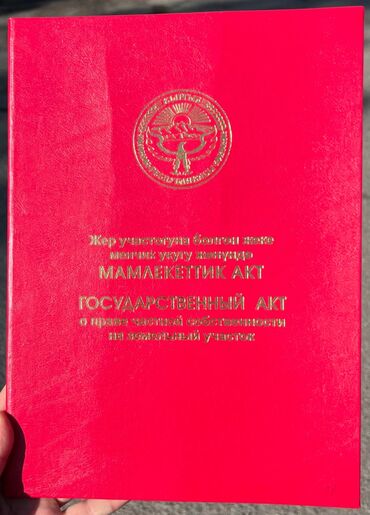 Жер участогуна болгон жеке
менчик укугу жөнүндө
МАМЛЕКЕТТИК АКТ
ГОСУДАРСТВЕННЫЙ АКТ
о праве частной собственности
на земельный участок